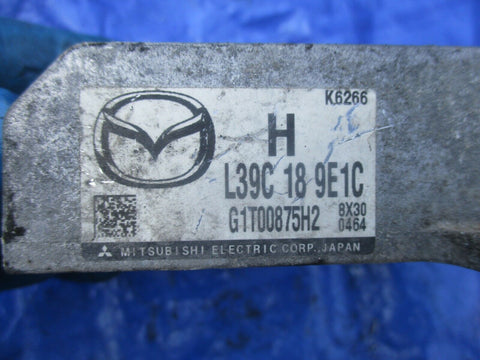 K6266
H
L39C 18 9E1C
G1T00875H2 8X30
0464
MITSUBISHI ELECTRIC CORP., JAPAN